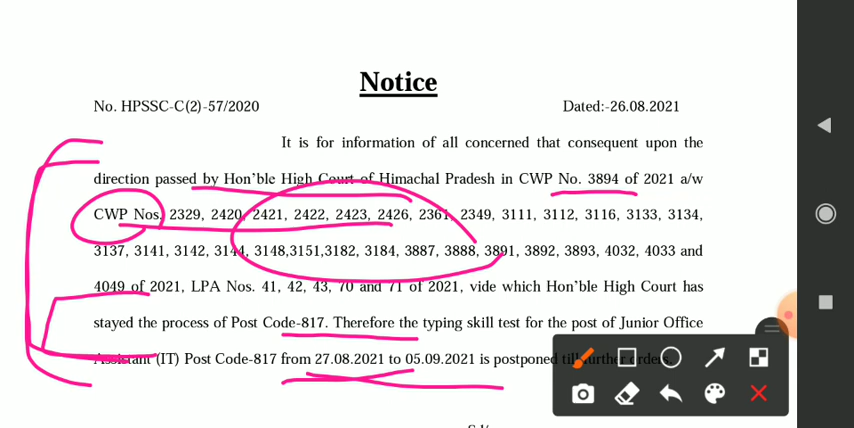 Notice
No. HPSSC-C(2)-57/2020 Dated:-26.08.2021
It is for information of all concerned that consequent upon the
direction passed by Hon'ble High Court of Himachal Pradesh in CWP No. 3894 of 2021 a/w
CWP Nos. 2329, 2420, 2421, 2422, 2423, 2426, 2361, 2349, 3111, 3112, 3116, 3133, 3134,
3137, 3141, 3142, 3144, 3148,3151,3182, 3184, 3887, 3888, 3891, 3892, 3893, 4032, 4033 and
4049 of 2021, LPA Nos. 41, 42, 43, 70 and 71 of 2021, vide which Hon'ble High Court has
stayed the process of Post Code-817. Therefore the typing skill test for the post of Junior Office
Assistant (IT) Post Code-817 from 27.08.2021 to 05.09.2021 is postponed till further orders.